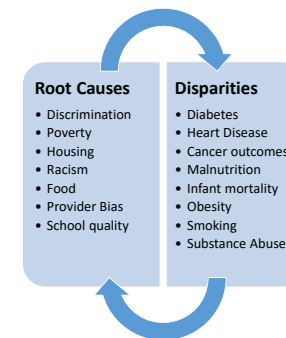 Root Causes
• Discrimination
• Poverty
• Housing
• Racism
• Food
• Provider Bias
• School quality
Disparities
• Diabetes
• Heart Disease
• Cancer outcomes
• Malnutrition
• Infant mortality
• Obesity
• Smoking
• Substance Abuse